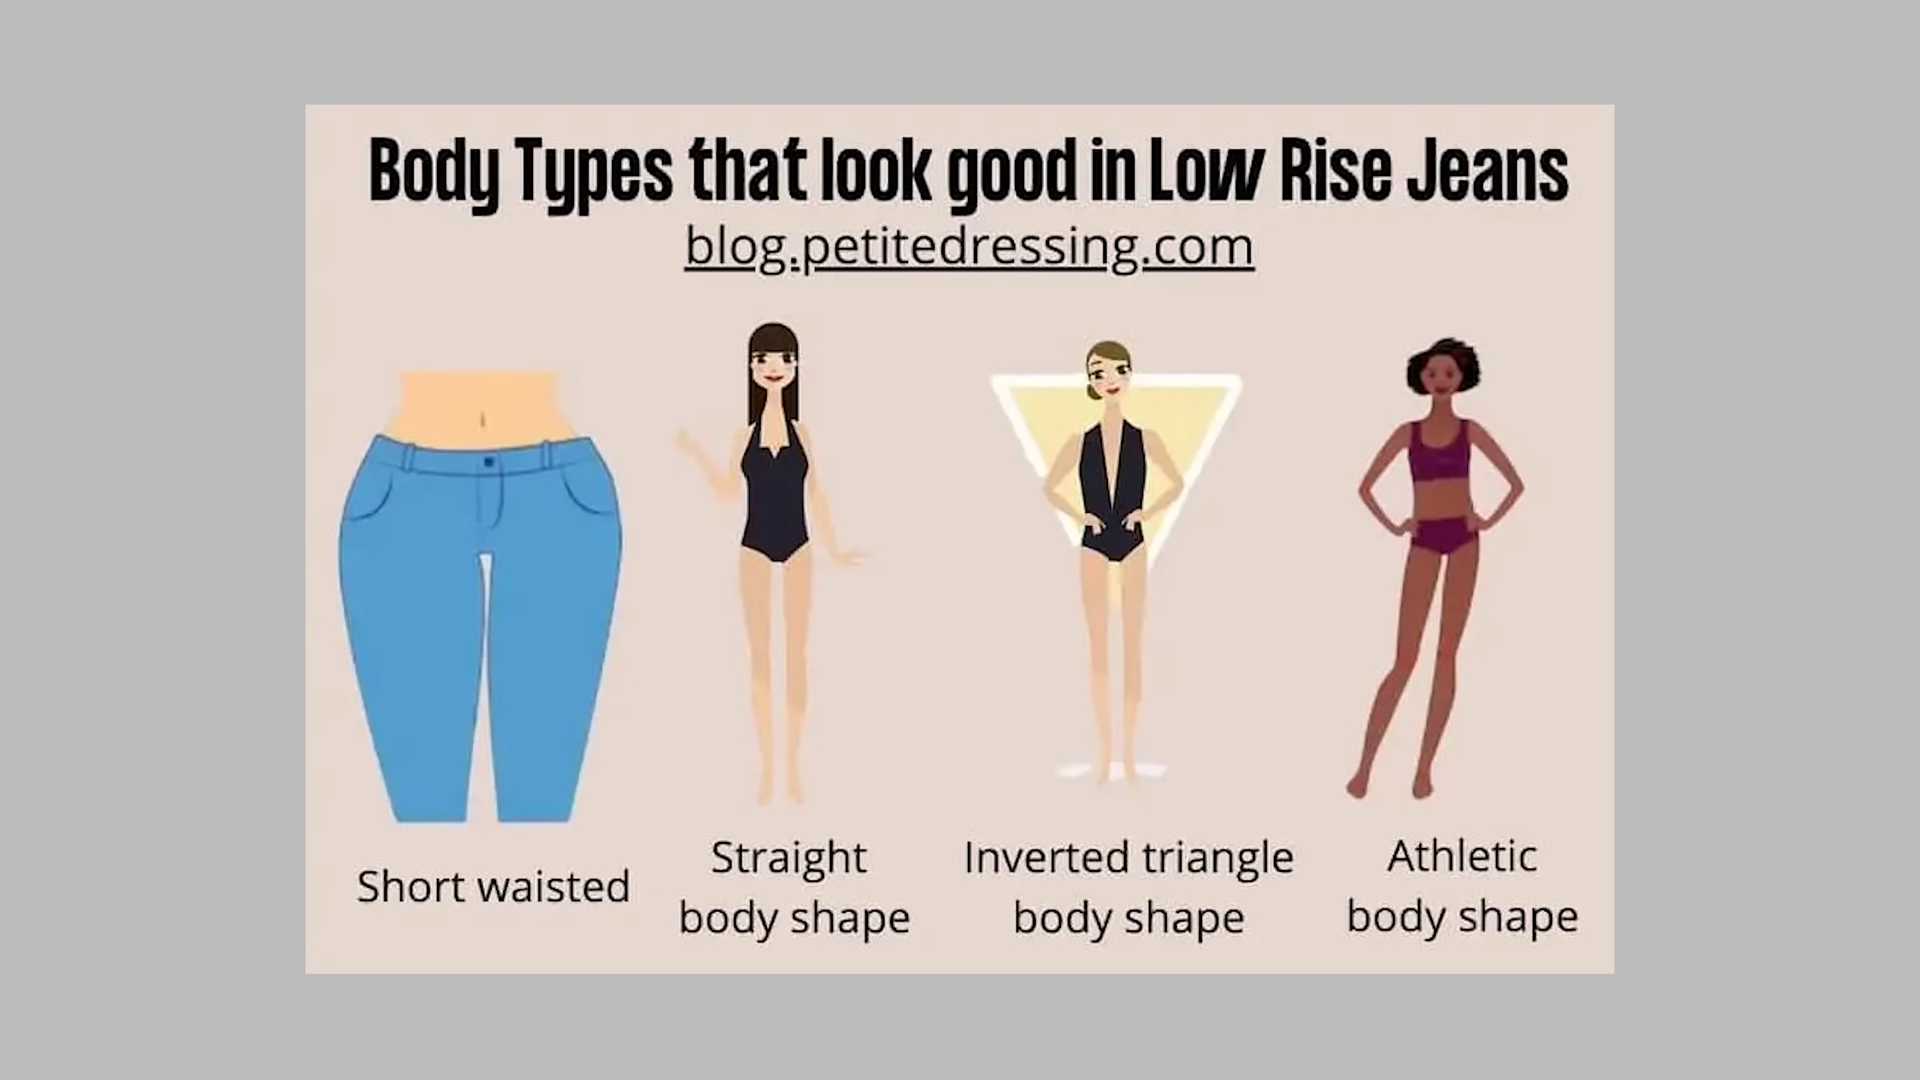 Body Types that look good in Low Rise Jeans
blog.petitedressing.com
Short waisted
Straight
body shape
Inverted triangle
body shape
Athletic
body shape